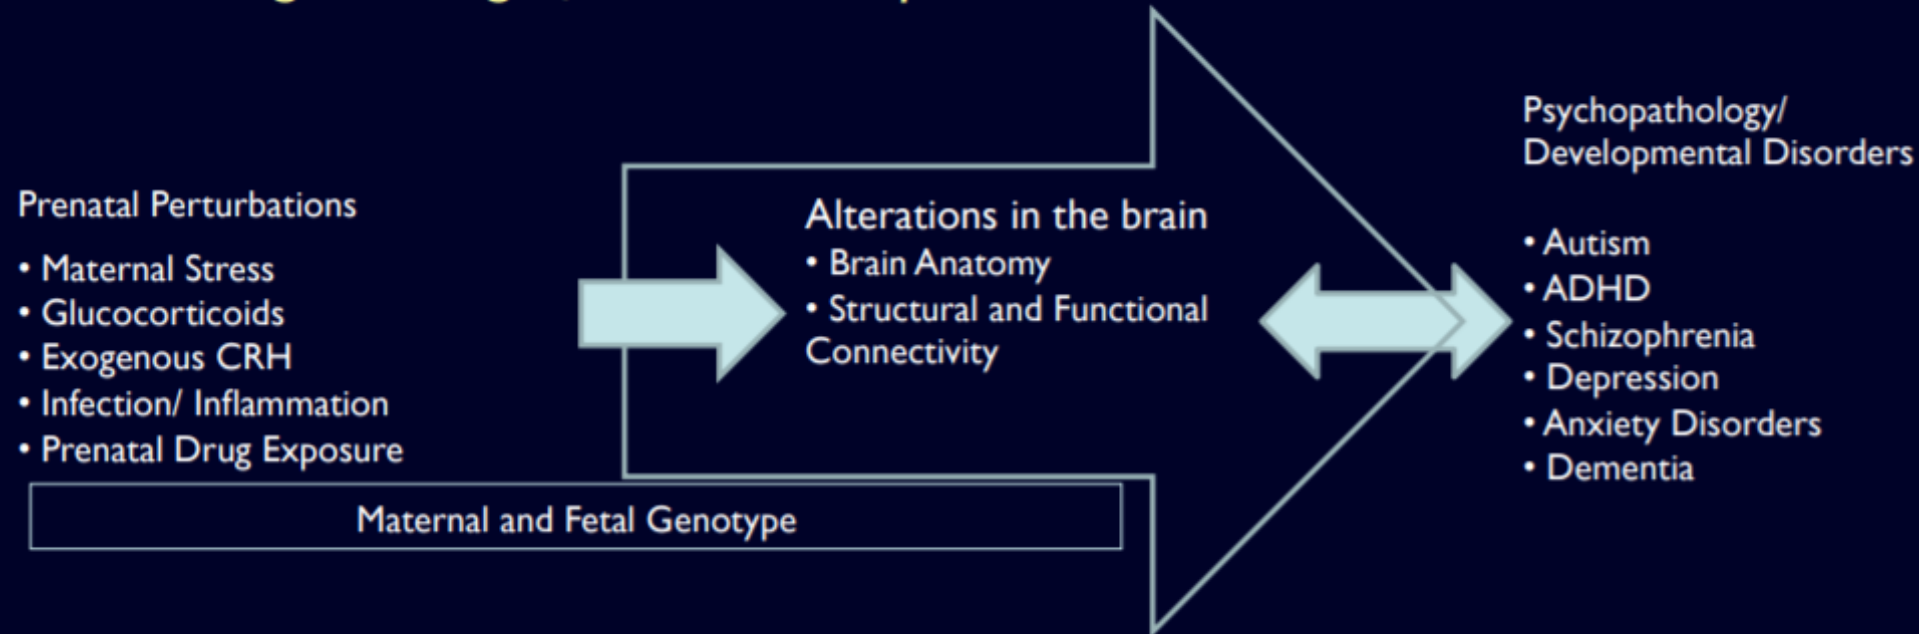 Prenatal Perturbations
• Maternal Stress
• Glucocorticoids
• Exogenous CRH
• Infection/ Inflammation
• Prenatal Drug Exposure
Maternal and Fetal Genotype
Alterations in the brain
• Brain Anatomy
• Structural and Functional
Connectivity
Psychopathology/
Developmental Disorders
• Autism
• ADHD
• Schizophrenia
• Depression
• Anxiety Disorders
• Dementia